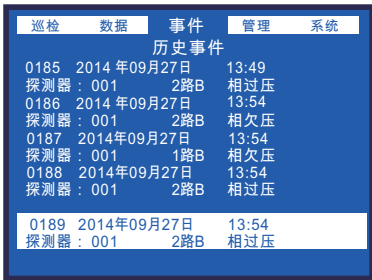 巡检 数据 事件 管理 系统
历史事件
0185 2014年09月27日 13:49
探测器：001 2路B 相过压
0186 2014年09月27日 13:54
探测器：001 2路B 相欠压
0187 2014年09月27日 13:54
探测器：001 1路B 相欠压
0188 2014年09月27日 13:54
探测器：001 2路B 相过压
0189 2014年09月27日 13:54
探测器：001 2路B 相过压